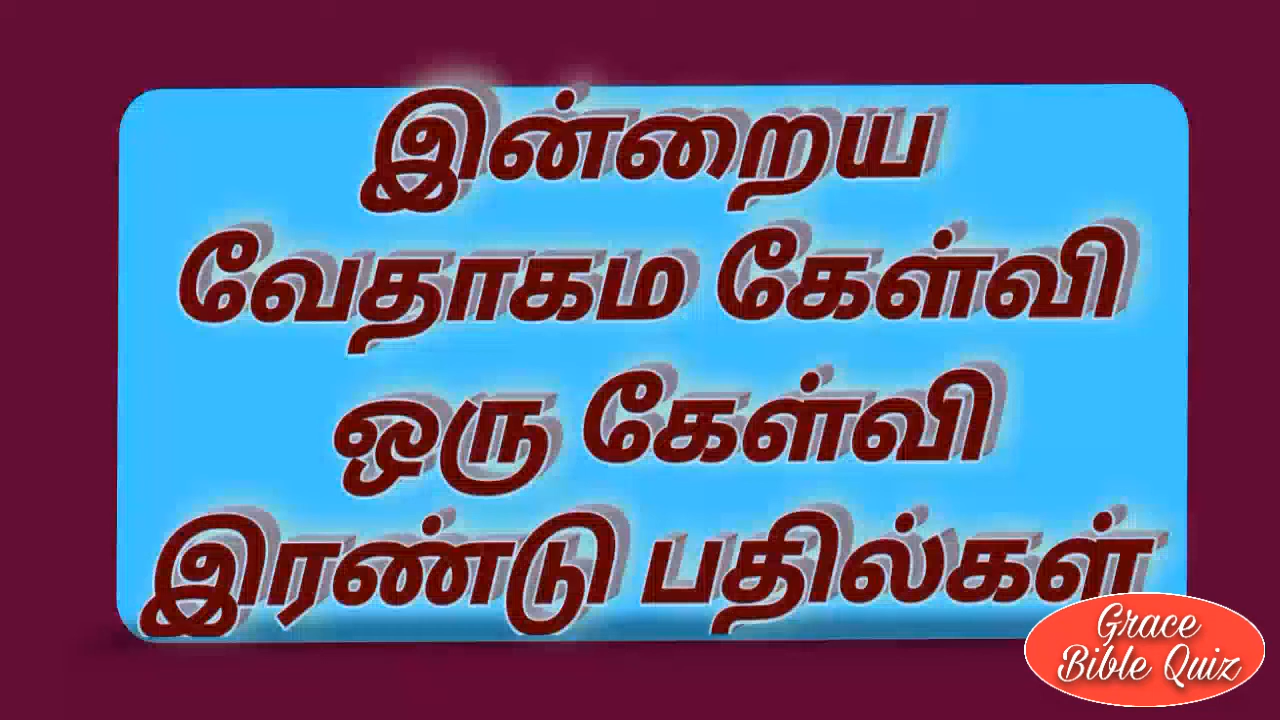 இன்றைய
வேதாகம கேள்வி
ஒரு கேள்வி
இரண்டு பதில்கள்
Grace
Bible Quiz